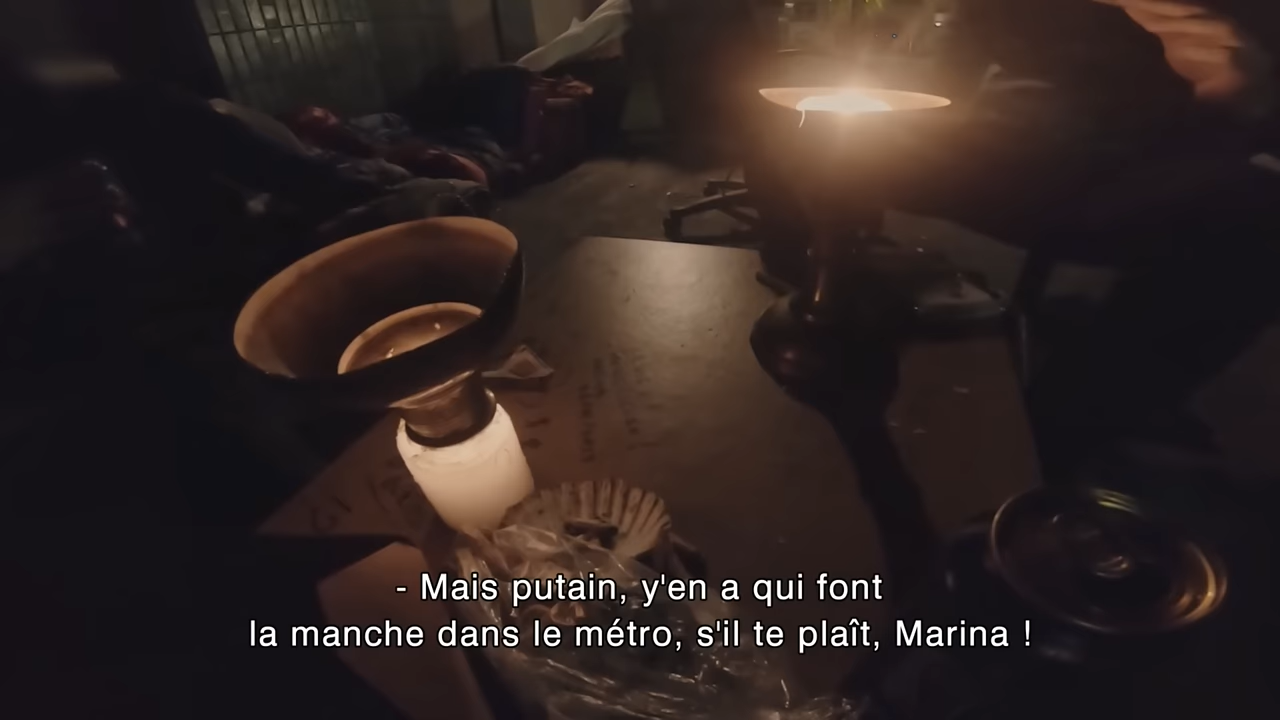 - Mais putain, y'en a qui font
la manche dans le métro, s'il te plaît, Marina !